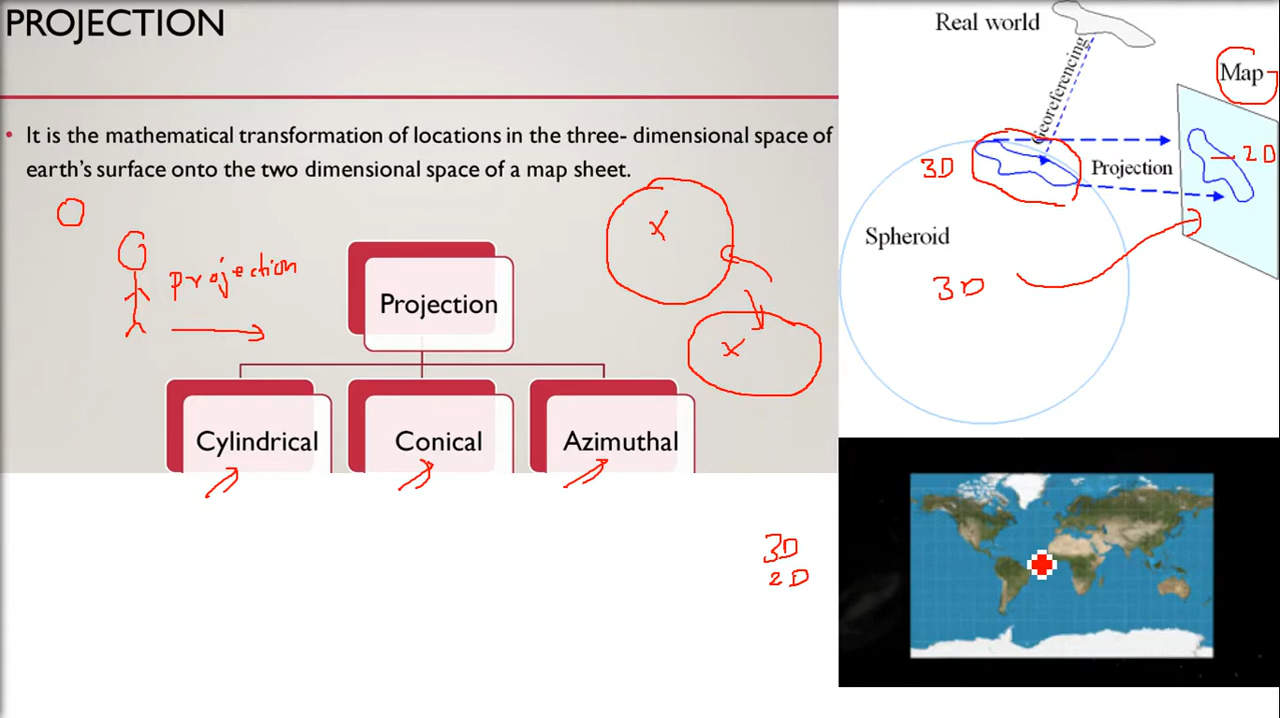 PROJECTION
• It is the mathematical transformation of locations in the three- dimensional space of
earth's surface onto the two dimensional space of a map sheet.
projection
x
x
Projection
Cylindrical
Conical
Azimuthal
3D
2D
Real world
Georeferencing
Map
3D
Projection
2D
Spheroid
3D